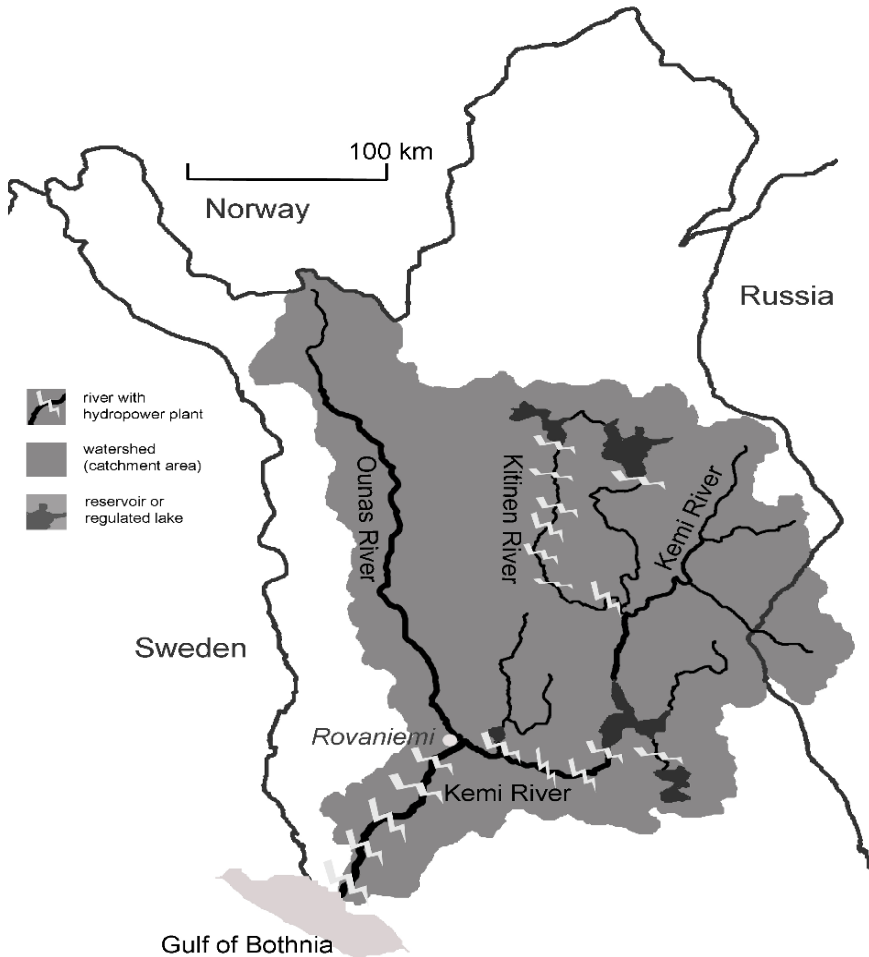 100 km
Norway
Russia
river with
hydropower plant
watershed
(catchment area)
reservoir or
regulated lake
Ounas River
Kitinen River
Kemi River
Sweden
Rovaniemi
Kemi River
Gulf of Bothnia